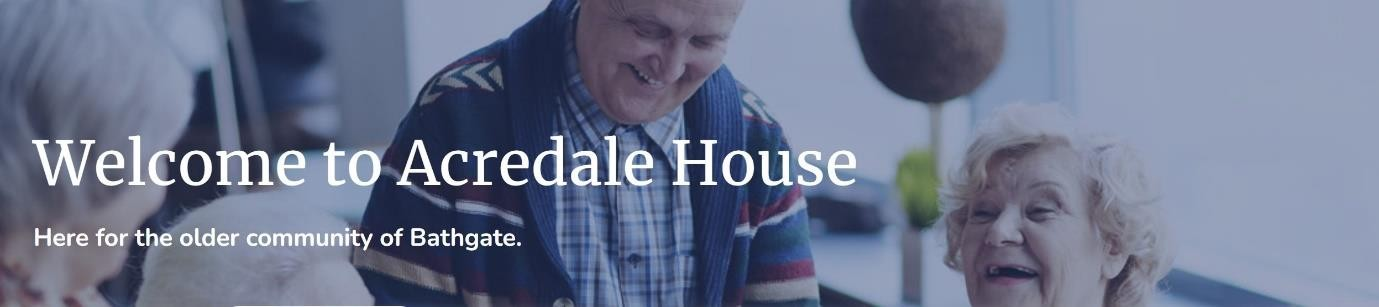 Welcome to Acredale House
Here for the older community of Bathgate.